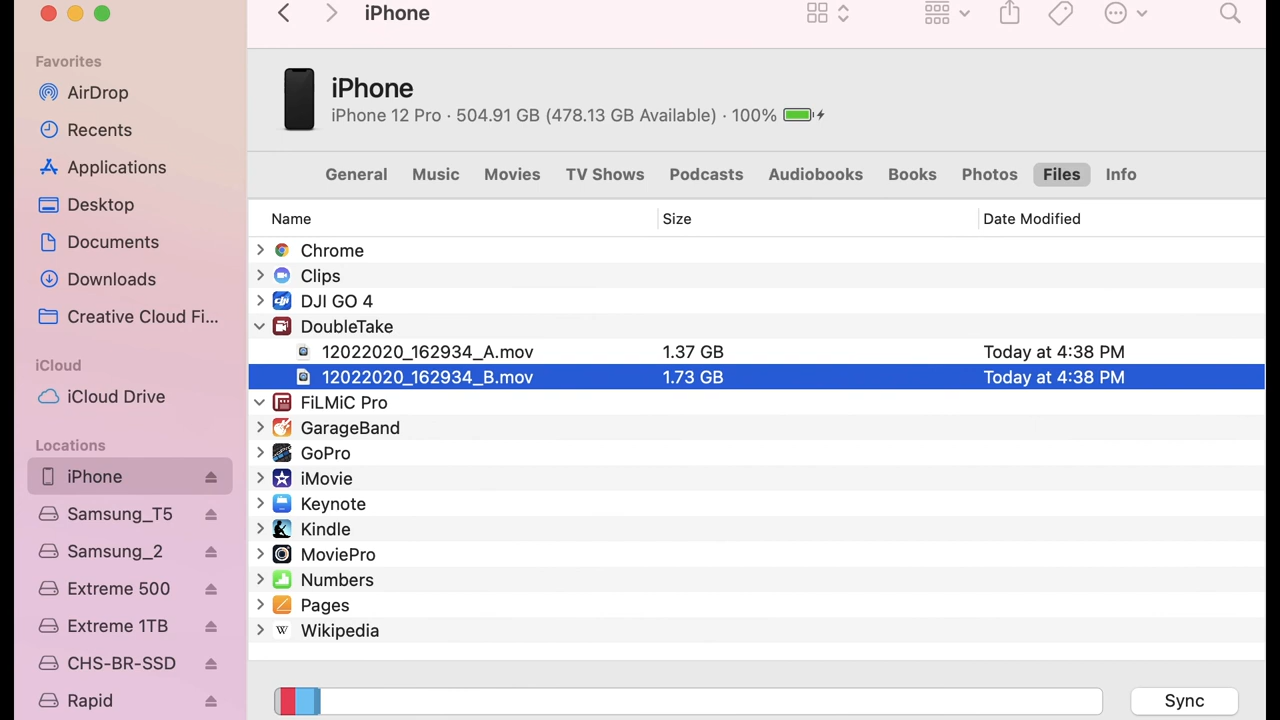 iPhone
Favorites
AirDrop
Recents
Applications
Desktop
Documents
Downloads
Creative Cloud Fi...
iCloud
iCloud Drive
Locations
iPhone
Samsung_T5
Samsung_2
Extreme 500
Extreme 1TB
CHS-BR-SSD
Rapid
iPhone
iPhone 12 Pro · 504.91 GB (478.13 GB Available) · 100%
General Music Movies TV Shows Podcasts Audiobooks Books Photos Files Info
Name Size Date Modified
Chrome
Clips
DJI GO 4
DoubleTake
12022020_162934_A.mov 1.37 GB Today at 4:38 PM
12022020_162934_B.mov 1.73 GB Today at 4:38 PM
FiLMiC Pro
GarageBand
GoPro
iMovie
Keynote
Kindle
MoviePro
Numbers
Pages
W Wikipedia
Sync